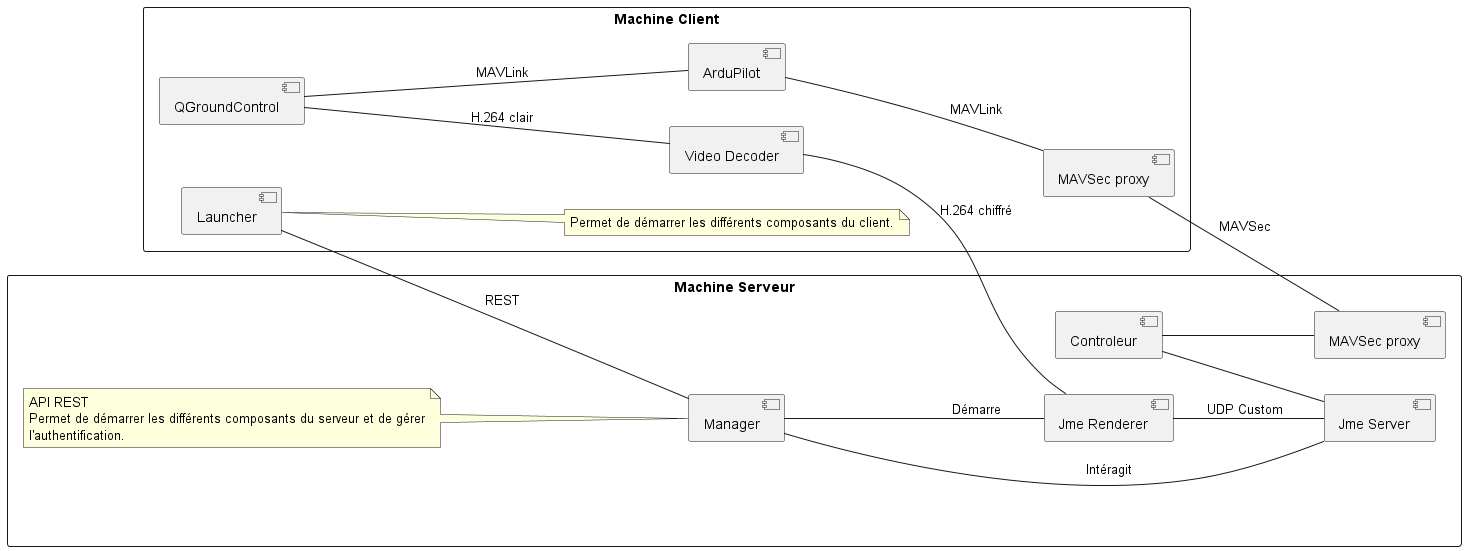 Machine Client
ArduPilot
MAVLink
QGroundControl
MAVLink
H.264 clair
Video Decoder
MAVSec proxy
Launcher
Permet de démarrer les différents composants du client.
H.264 chiffré
MAVSec
Machine Serveur
REST
Controleur
MAVSec proxy
API REST
Permet de démarrer les différents composants du serveur et de gérer
l'authentification.
Manager
Démarre
Jme Renderer
UDP Custom
Jme Server
Intéragit